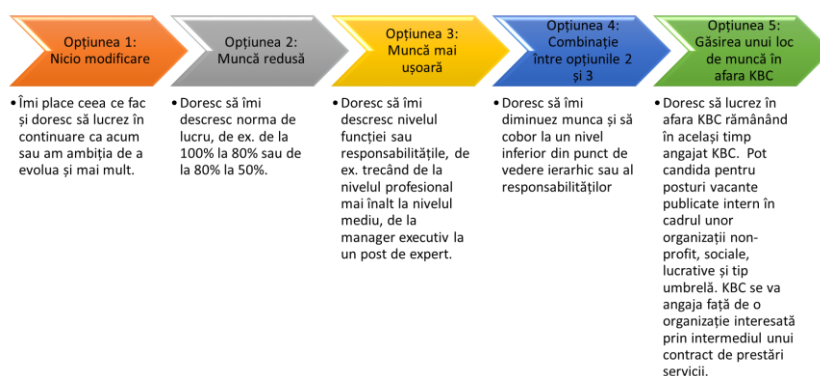 Opțiunea 1:
Nicio modificare
• Îmi place ceea ce fac
și doresc să lucrez în
continuare ca acum
sau am ambiția de a
evolua și mai mult.
Opțiunea 2:
Muncă redusă
• Doresc să îmi
descresc norma de
lucru, de ex. de la
100% la 80% sau de
la 80% la 50%.
Opțiunea 3:
Muncă mai
ușoară
• Doresc să îmi
descresc nivelul
funcției sau
responsabilitățile, de
ex. trecând de la
nivelul profesional
mai înalt la nivelul
mediu, de la
manager executiv la
un post de expert.
Opțiunea 4:
Combinație
între opțiunile 2
și 3
• Doresc să îmi
diminuez munca și să
cobor la un nivel
inferior din punct de
vedere ierarhic sau al
responsabilităților
Opțiunea 5:
Găsirea unui loc
de muncă în
afara KBC
• Doresc să lucrez în
afara KBC rămânând
în același timp
angajat KBC. Pot
candida pentru
posturi vacante
publicate intern în
cadrul unor
organizații non-
profit, sociale,
lucrative și tip
umbrelă. KBC se va
angaja față de o
organizație interesată
prin intermediul unui
contract de prestări
servicii.